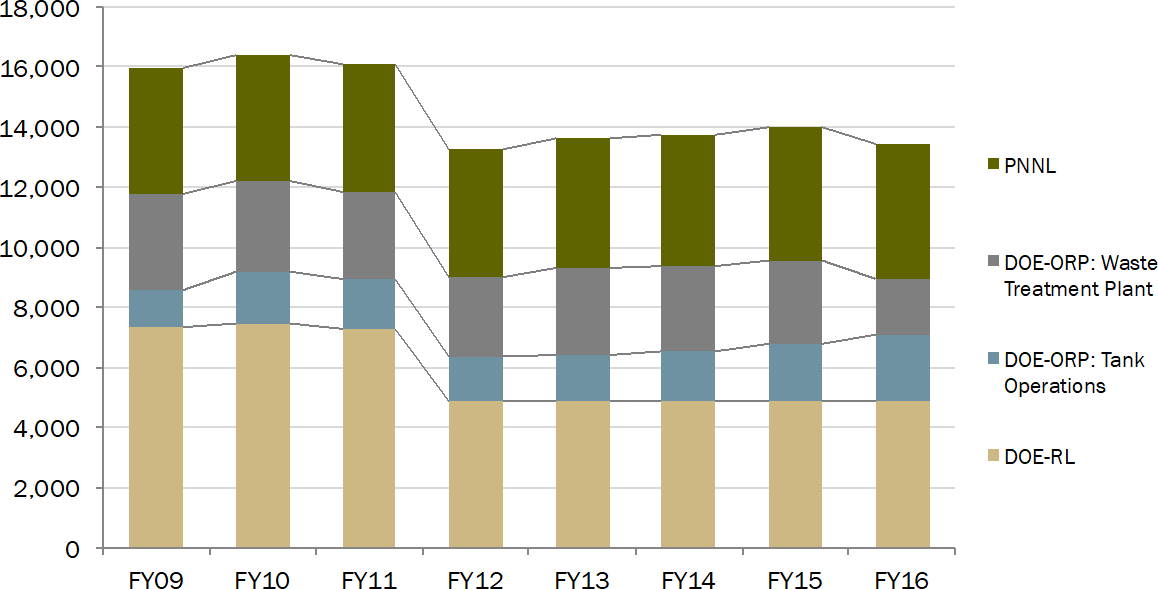 18,000
16,000
14,000
12,000
10,000
8,000
6,000
4,000
2,000
0
FY09 FY10 FY11 FY12 FY13 FY14 FY15 FY16
PNNL
DOE-ORP: Waste
Treatment Plant
DOE-ORP: Tank
Operations
DOE-RL